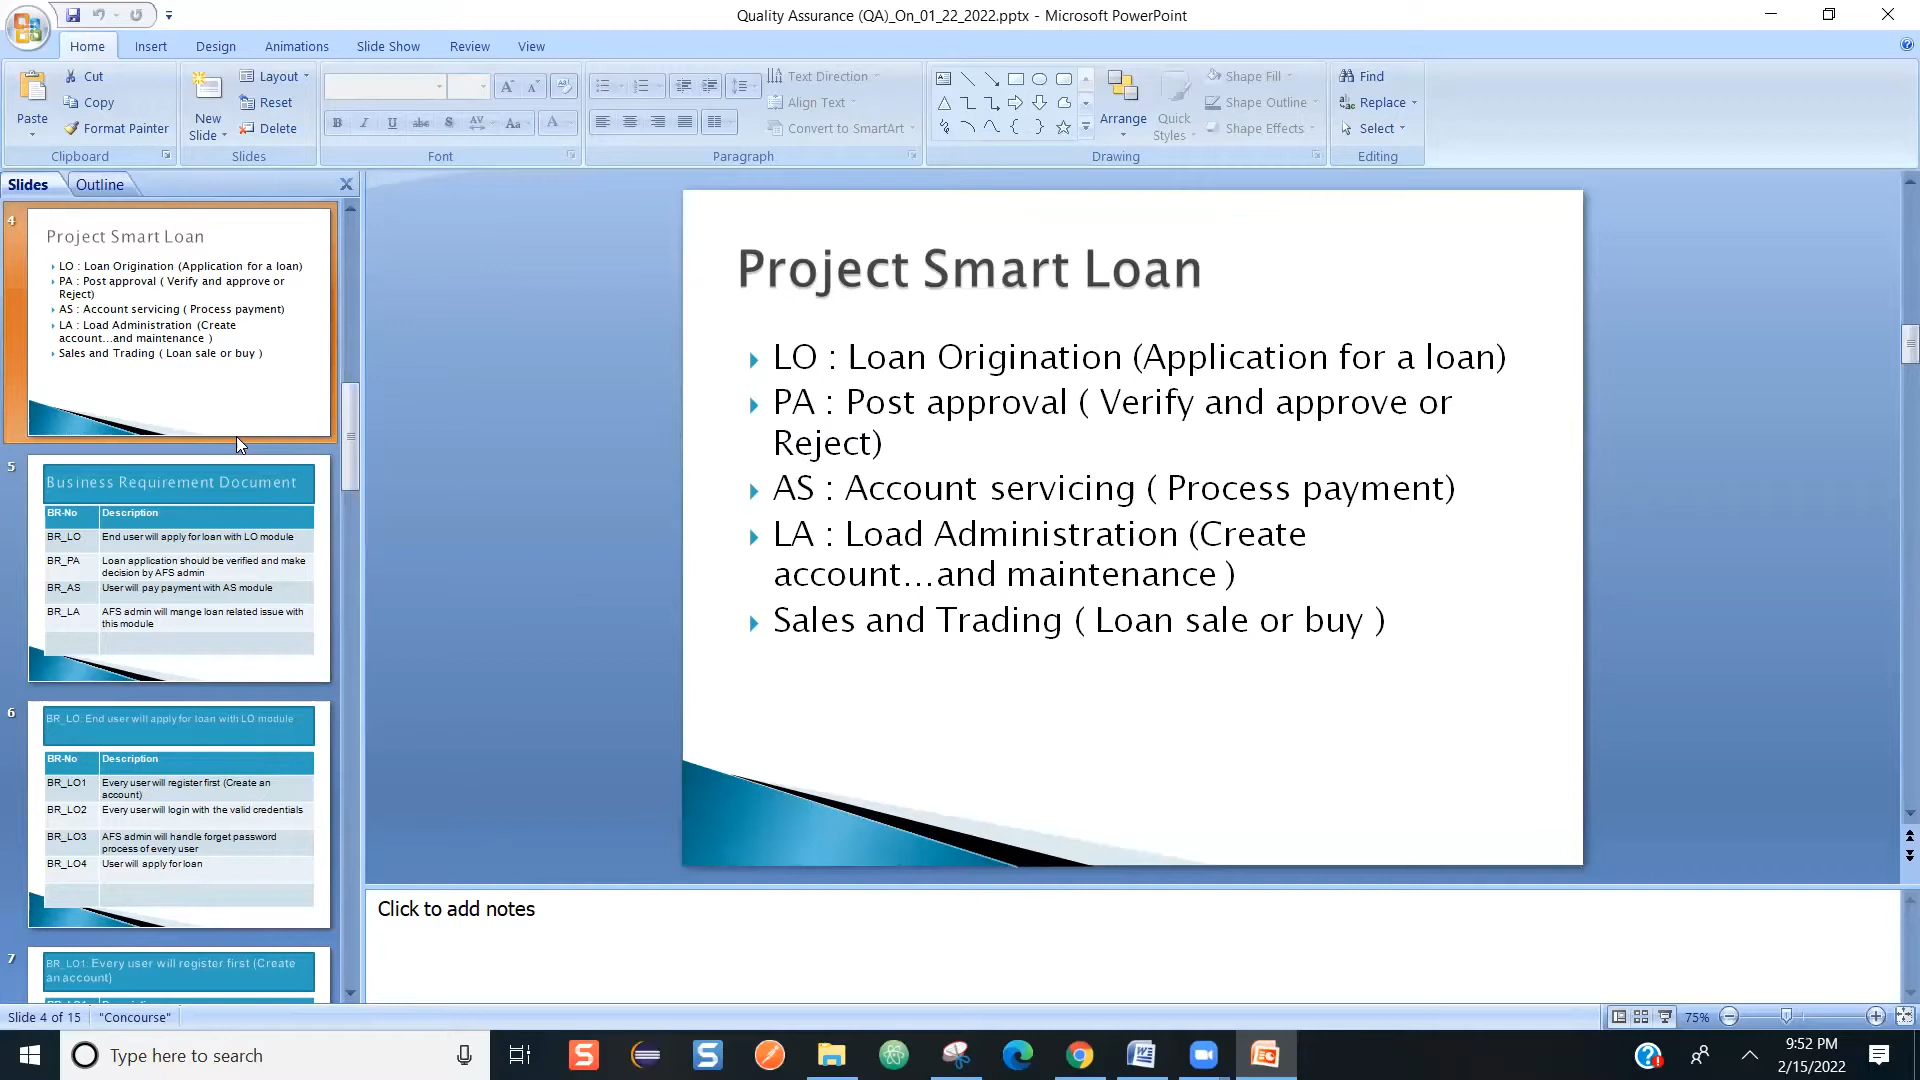 Quality Assurance (QA)_On_01_22_2022.pptx - Microsoft PowerPoint
Home Insert Design Animations Slide Show Review View
Paste
Cut
Copy
Format Painter
Clipboard
New
Slide
Layout
Reset
Delete
Slides
B I U abc S AV Aa A
Font
Text Direction
Align Text
Convert to SmartArt
Paragraph
Arrange
Quick
Styles
Shape Fill
Shape Outline
Shape Effects
Drawing
Find
Replace
Select
Editing
Slides Outline
4
Project Smart Loan
LO : Loan Origination (Application for a loan)
PA : Post approval ( Verify and approve or
Reject)
AS : Account servicing ( Process payment)
LA : Load Administration (Create
account...and maintenance )
Sales and Trading ( Loan sale or buy )
5
Business Requirement Document
BR-No Description
BR_LO End user will apply for loan with LO module
BR_PA Loan application should be verified and make
decision by AFS admin
BR_AS User will pay payment with AS module
BR_LA AFS admin will mange loan related issue with
this module
6
BR_LO: End user will apply for loan with LO module
BR-No Description
BR_LO1 Every user will register first (Create an
account)
BR_LO2 Every user will login with the valid credentials
BR_LO3 AFS admin will handle forget password
process of every user
BR_LO4 User will apply for loan
7
BR_LO1: Every user will register first (Create
an account)
Project Smart Loan
LO : Loan Origination (Application for a loan)
PA : Post approval ( Verify and approve or
Reject)
AS : Account servicing ( Process payment)
LA : Load Administration (Create
account...and maintenance )
Sales and Trading ( Loan sale or buy )
Click to add notes
Slide 4 of 15 "Concourse" 75%
Type here to search
9:52 PM
2/15/2022